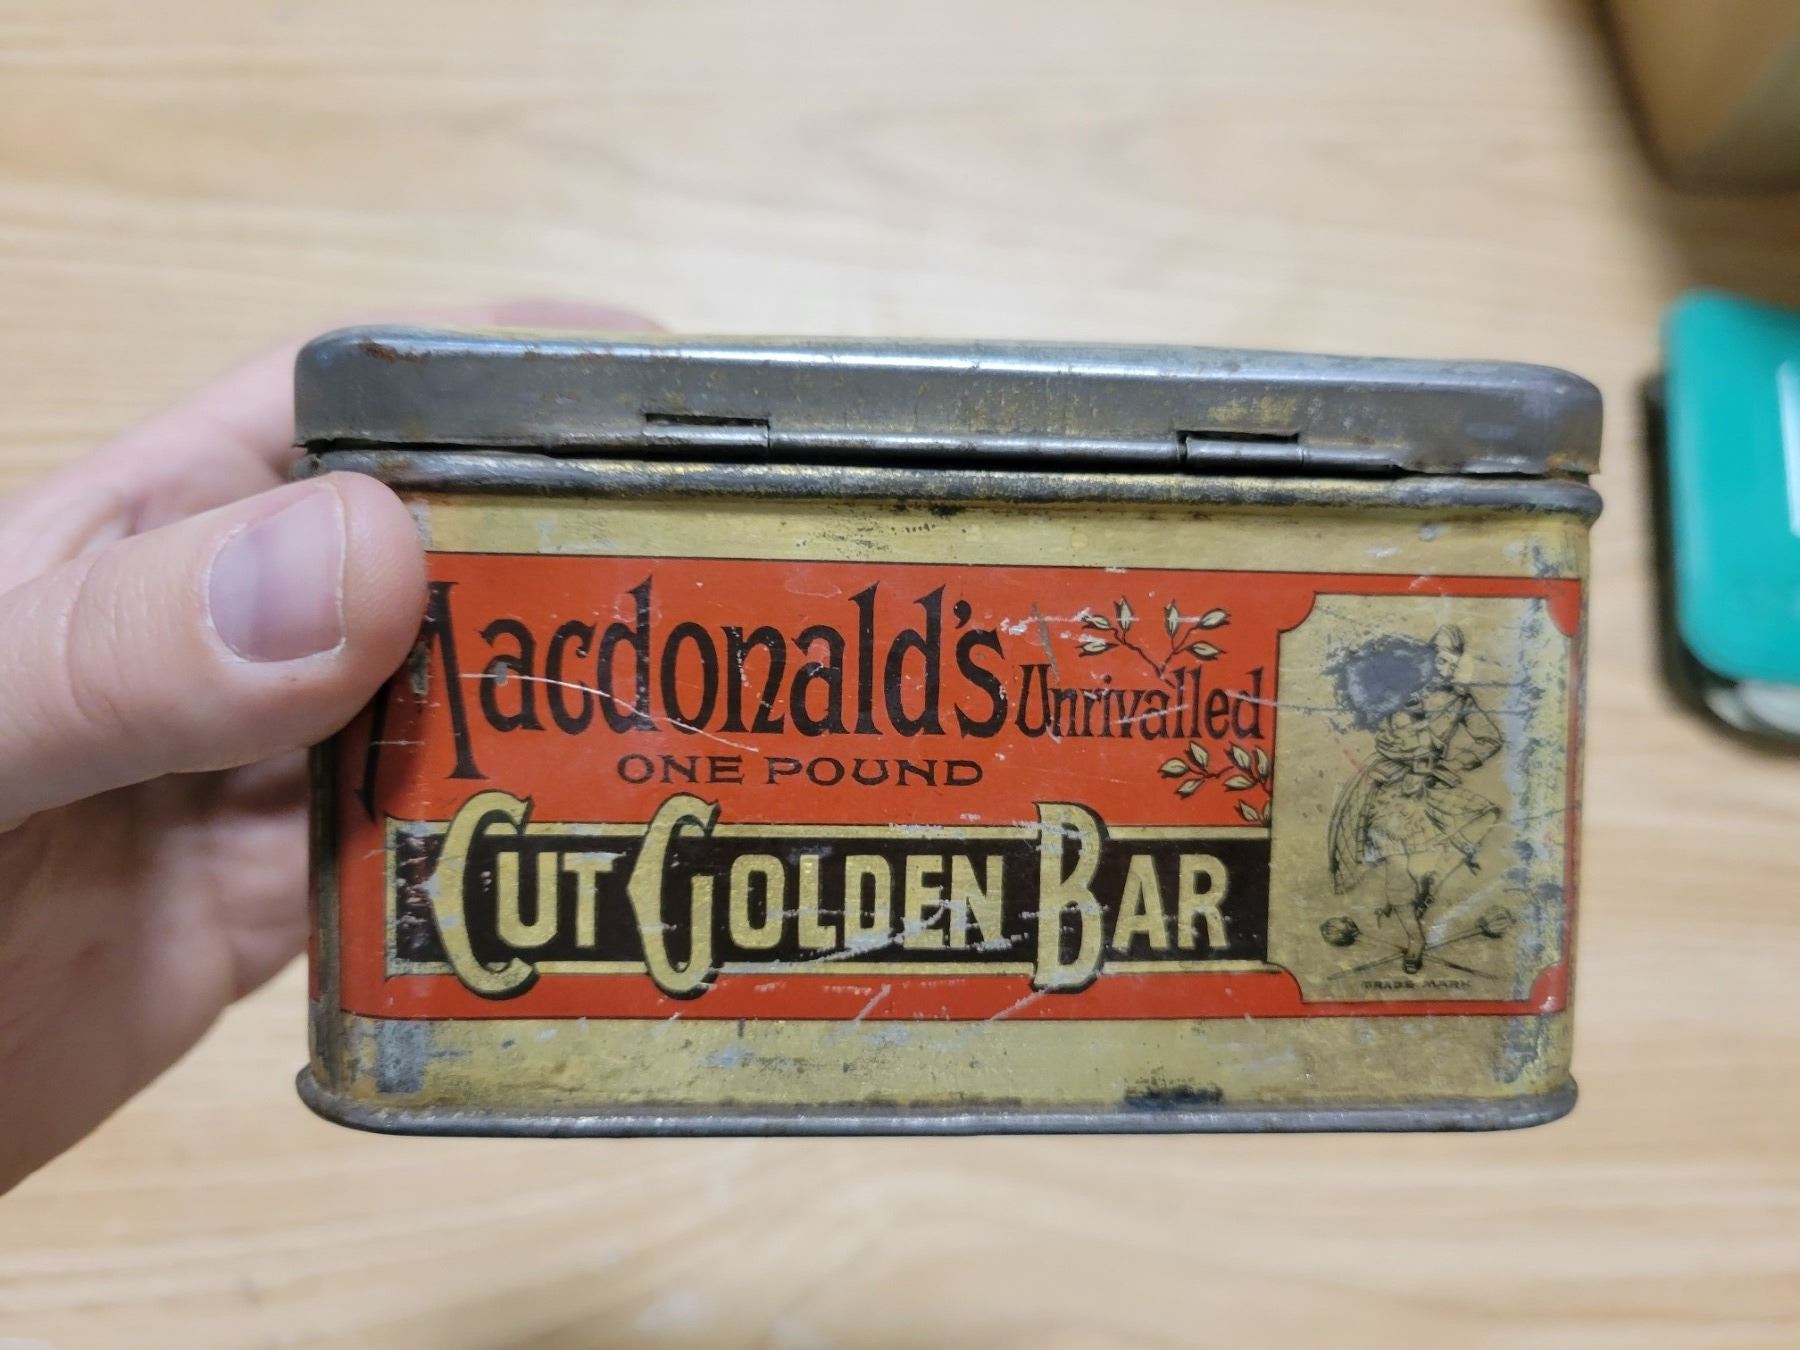 Macdonald's Unrivalled
ONE POUND
CUT GOLDEN BAR
TRADE MARK